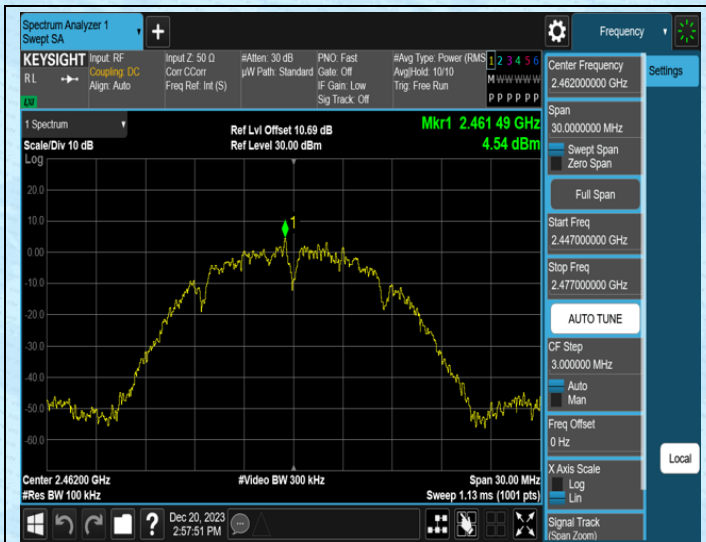 Spectrum Analyzer 1
Swept SA
+
Frequency
KEYSIGHT
RL
LXI
Input: RF
Coupling: DC
Align: Auto
Input Z: 50 Ω
Corr CCorr
Freq Ref: Int (S)
#Atten: 30 dB
µW Path: Standard
PNO: Fast
Gate: Off
IF Gain: Low
Sig Track: Off
#Avg Type: Power (RMS
Avg|Hold: 10/10
Trig: Free Run
1 2 3 4 5 6
M W W W W W
P P P P P P
1 Spectrum
Scale/Div 10 dB
Ref Lvl Offset 10.69 dB
Ref Level 30.00 dBm
Mkr1 2.461 49 GHz
4.54 dBm
Log
1
20.0
10.0
0.00
-10.0
-20.0
-30.0
-40.0
-50.0
-60.0
Center 2.46200 GHz
#Res BW 100 kHz
#Video BW 300 kHz
Span 30.00 MHz
Sweep 1.13 ms (1001 pts)
Dec 20, 2023
2:57:51 PM
?
Center Frequency
2.462000000 GHz
Settings
Span
30.0000000 MHz
Swept Span
Zero Span
Full Span
Start Freq
2.447000000 GHz
Stop Freq
2.477000000 GHz
AUTO TUNE
CF Step
3.000000 MHz
Auto
Man
Freq Offset
0 Hz
X Axis Scale
Log
Lin
Local
Signal Track
(Span Zoom)